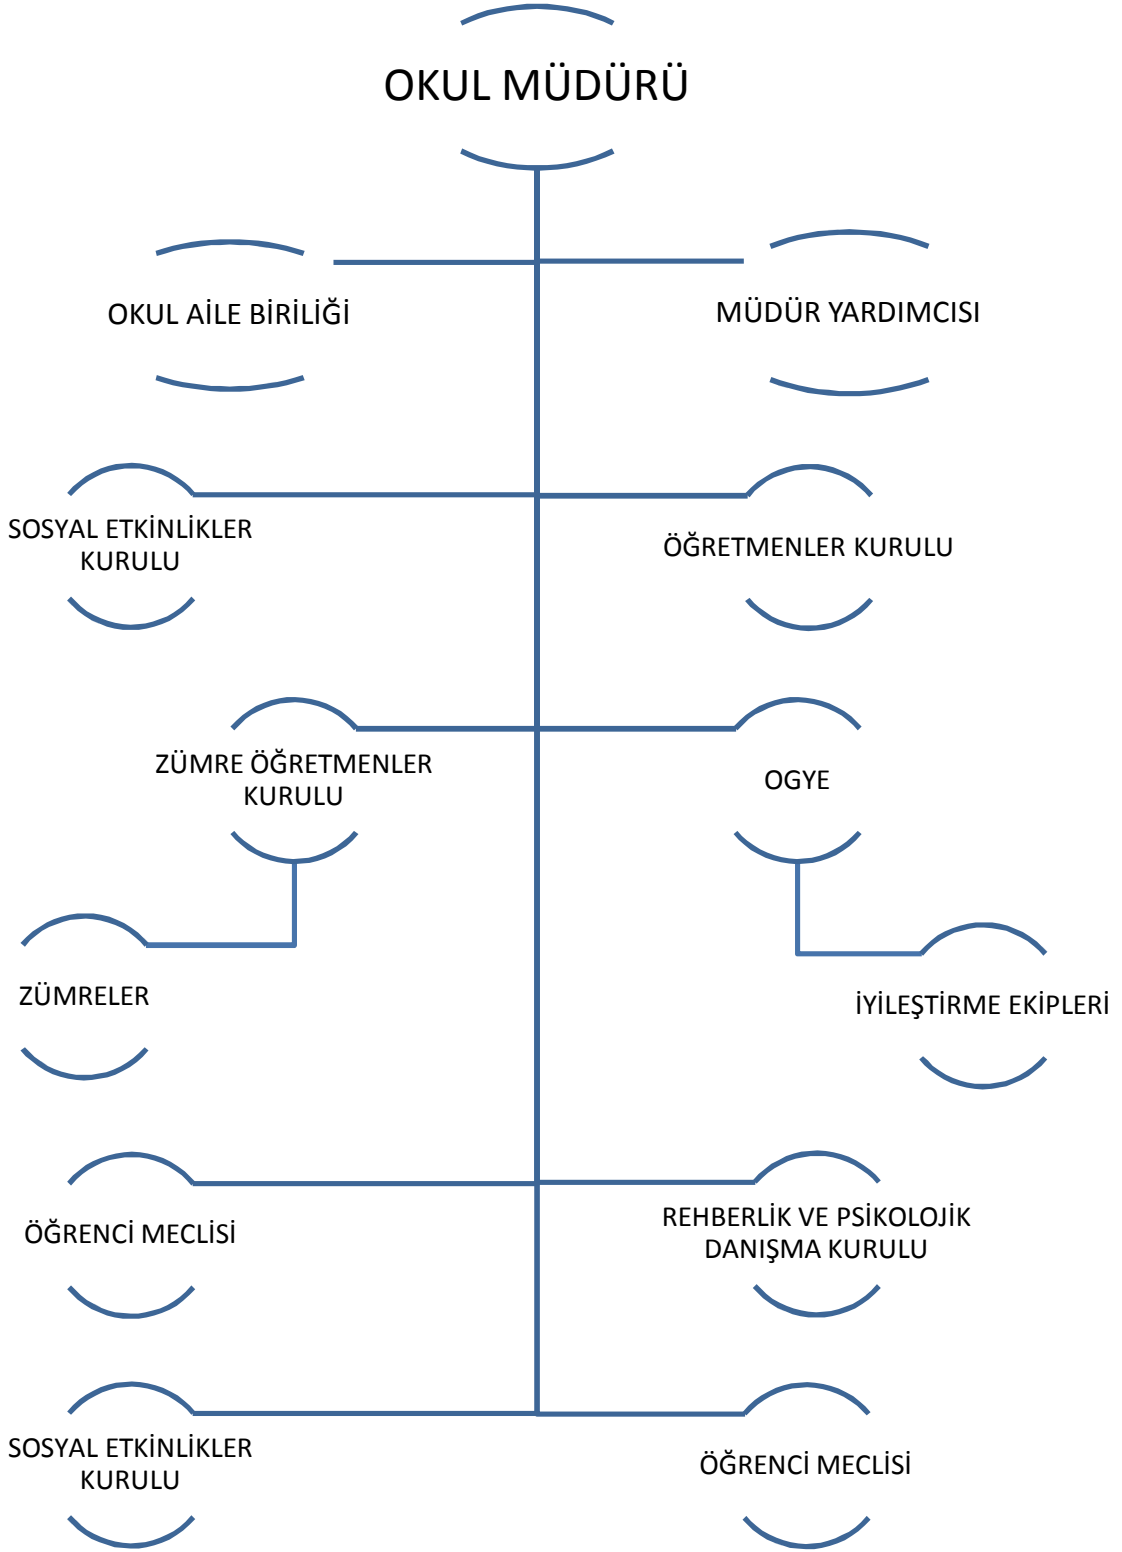 OKUL MÜDÜRÜ
OKUL AİLE BİRİLİĞİ
MÜDÜR YARDIMCISI
SOSYAL ETKİNLİKLER
KURULU
ÖĞRETMENLER KURULU
ZÜMRE ÖĞRETMENLER
KURULU
OGYE
ZÜMRELER
İYİLEŞTİRME EKİPLERİ
ÖĞRENCİ MECLİSİ
REHBERLİK VE PSİKOLOJİK
DANIŞMA KURULU
SOSYAL ETKİNLİKLER
KURULU
ÖĞRENCİ MECLİSİ